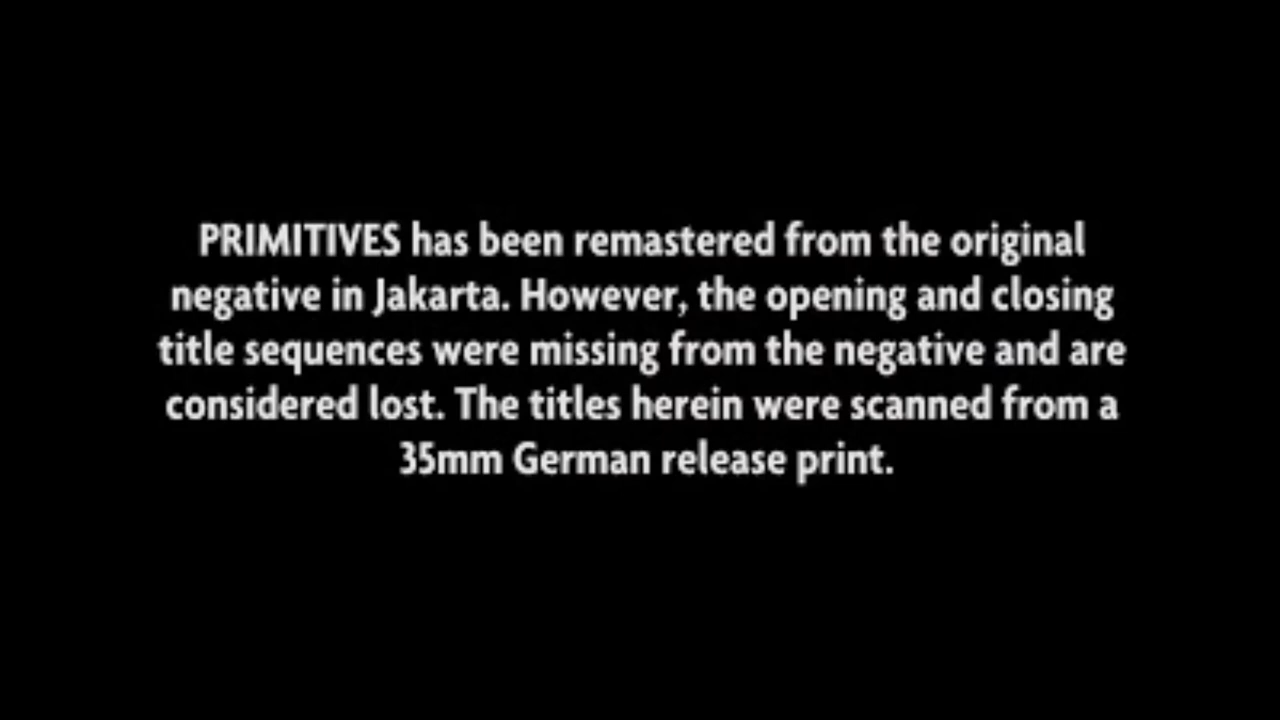 PRIMITIVES has been remastered from the original
negative in Jakarta. However, the opening and closing
title sequences were missing from the negative and are
considered lost. The titles herein were scanned from a
35mm German release print.